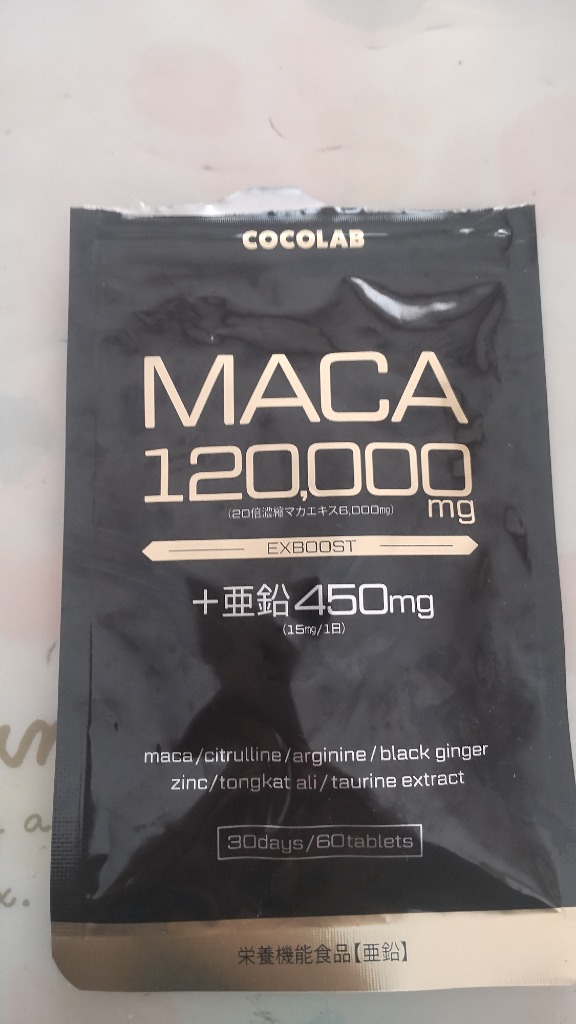 COCOLAB
MACA
120,000mg
(20倍濃縮マカエキス6,000mg)
EXBOOST
+亜鉛450mg
(15mg/1日)
maca/citrulline/arginine/black ginger
zinc/tongkat ali/taurine extract
30days/60tablets
栄養機能食品【亜鉛】